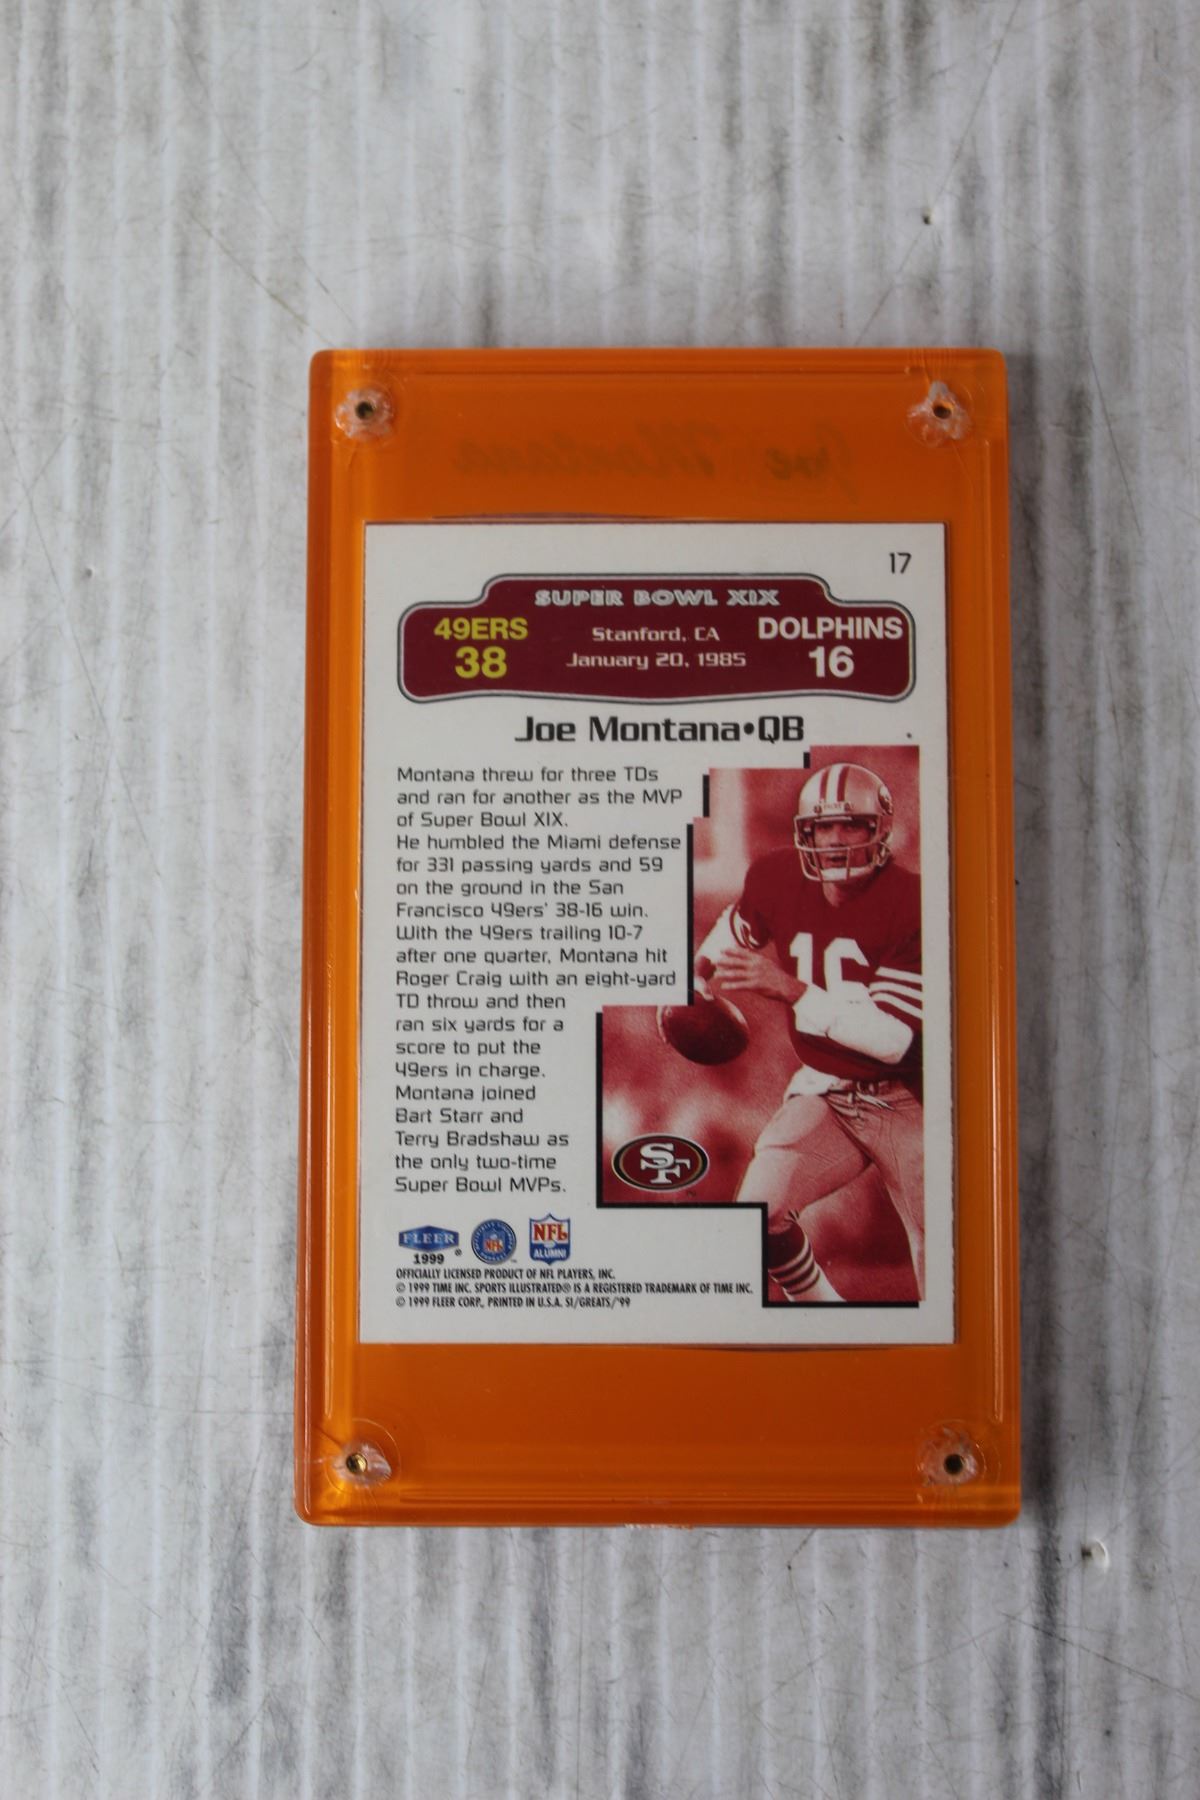 Joe Montana
17
SUPER BOWL XIX
49ERS
38
Stanford, CA
January 20, 1985
DOLPHINS
16
Joe Montana•QB
Montana threw for three TDs
and ran for another as the MVP
of Super Bowl XIX.
He humbled the Miami defense
for 331 passing yards and 59
on the ground in the San
Francisco 49ers' 38-16 win.
With the 49ers trailing 10-7
after one quarter, Montana hit
Roger Craig with an eight-yard
TD throw and then
ran six yards for a
score to put the
49ers in charge.
Montana joined
Bart Starr and
Terry Bradshaw as
the only two-time
Super Bowl MVPs.
16
SF
FLEER
1999 ®
NFL
NFL
ALUMNI
OFFICIALLY LICENSED PRODUCT OF NFL PLAYERS, INC.
© 1999 TIME INC. SPORTS ILLUSTRATED® IS A REGISTERED TRADEMARK OF TIME INC.
© 1999 FLEER CORP., PRINTED IN U.S.A. SI/GREATS/'99